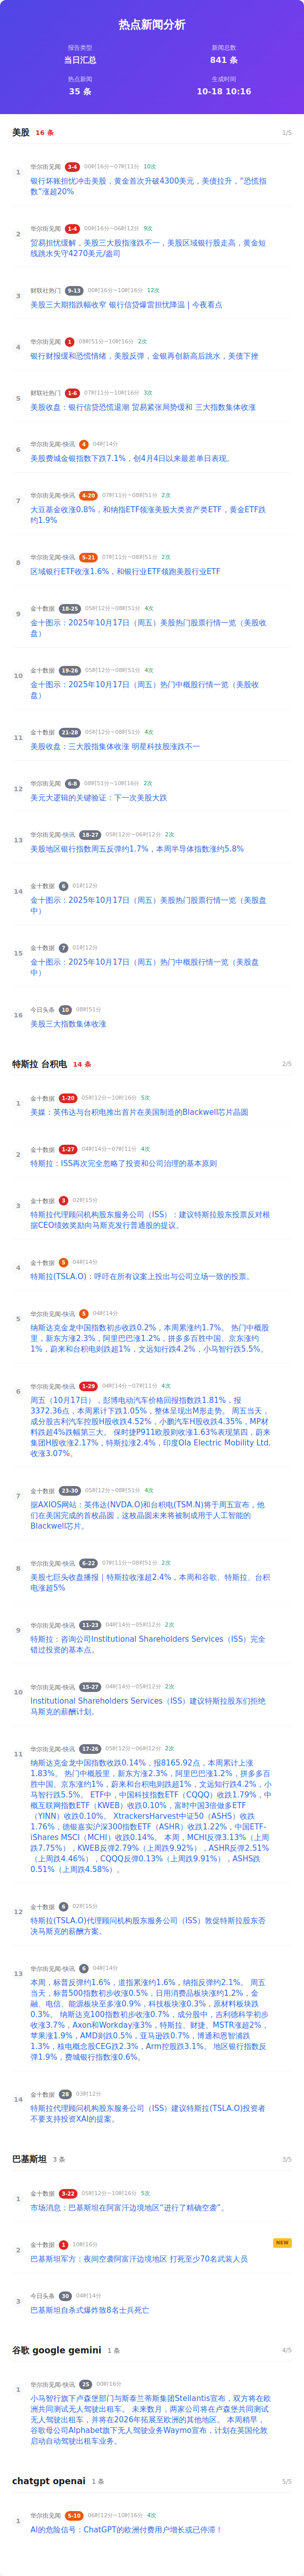 热点新闻分析
报告类型
当日汇总
新闻总数
841 条
热点新闻
35 条
生成时间
10-18 10:16
美股 16 条 1/5
1
华尔街见闻 3-4 00时16分~07时11分 10次
银行坏账担忧冲击美股，黄金首次升破4300美元，美债拉升，“恐慌指
数”涨超20%
2
华尔街见闻 1-4 00时16分~06时12分 9次
贸易担忧缓解，美股三大股指涨跌不一，美股区域银行股走高，黄金短
线跳水失守4270美元/盎司
3
财联社热门 9-13 00时16分~10时16分 12次
美股三大期指跌幅收窄 银行信贷爆雷担忧降温 | 今夜看点
4
华尔街见闻 1 08时51分~10时16分 2次
银行财报缓和恐慌情绪，美股反弹，金银再创新高后跳水，美债下挫
5
财联社热门 1-6 07时11分~10时16分 3次
美股收盘：银行信贷恐慌退潮 贸易紧张局势缓和 三大指数集体收涨
6
华尔街见闻-快讯 4 04时14分
美股费城金银指数下跌7.1%，创4月4日以来最差单日表现。
7
华尔街见闻-快讯 4-20 07时11分~08时51分 2次
大豆基金收涨0.8%，和纳指ETF领涨美股大类资产类ETF，黄金ETF跌
约1.9%
8
华尔街见闻-快讯 5-21 07时11分~08时51分 2次
区域银行ETF收涨1.6%，和银行业ETF领跑美股行业ETF
9
金十数据 18-25 05时12分~08时51分 4次
金十图示：2025年10月17日（周五）美股热门股票行情一览（美股收
盘）
10
金十数据 19-26 05时12分~08时51分 4次
金十图示：2025年10月17日（周五）热门中概股行情一览（美股收
盘）
11
金十数据 21-28 05时12分~08时51分 4次
美股收盘：三大股指集体收涨 明星科技股涨跌不一
12
华尔街见闻 6-8 08时51分~10时16分 2次
美元大逻辑的关键验证：下一次美股大跌
13
华尔街见闻-快讯 18-27 05时12分~06时12分 2次
美股地区银行指数周五反弹约1.7%，本周半导体指数涨约5.8%
14
金十数据 6 01时12分
金十图示：2025年10月17日（周五）美股热门股票行情一览（美股盘
中）
15
金十数据 7 01时12分
金十图示：2025年10月17日（周五）热门中概股行情一览（美股盘
中）
16
今日头条 10 08时51分
美股三大指数集体收涨
特斯拉 台积电 14 条 2/5
1
金十数据 1-20 05时12分~10时16分 5次
美媒：英伟达与台积电推出首片在美国制造的Blackwell芯片晶圆
2
金十数据 1-27 04时14分~07时11分 4次
特斯拉：ISS再次完全忽略了投资和公司治理的基本原则
3
金十数据 3 02时15分
特斯拉代理顾问机构股东服务公司（ISS）：建议特斯拉股东投票反对根
据CEO绩效奖励向马斯克发行普通股的提议。
4
金十数据 5 04时14分
特斯拉(TSLA.O)：呼吁在所有议案上投出与公司立场一致的投票。
5
华尔街见闻-快讯 5 04时14分
纳斯达克金龙中国指数初步收跌0.2%，本周累涨约1.7%。 热门中概股
里，新东方涨2.3%，阿里巴巴涨1.2%，拼多多百胜中国、京东涨约
1%，蔚来和台积电则跌超1%，文远知行跌4.2%，小马智行跌5.5%。
6
华尔街见闻-快讯 1-29 04时14分~07时11分 4次
周五（10月17日），彭博电动汽车价格回报指数跌1.81%，报
3372.36点，本周累计下跌1.05%，整体呈现出M形走势。 周五当天，
成分股吉利汽车控股H股收跌4.52%，小鹏汽车H股收跌4.35%，MP材
料跌超4%跌幅第三大。 保时捷P911欧股则收涨1.63%表现第四，蔚来
集团H股收涨2.17%，特斯拉涨2.4%，印度Ola Electric Mobility Ltd.
收涨3.07%。
7
金十数据 23-30 05时12分~08时51分 4次
据AXIOS网站：英伟达(NVDA.O)和台积电(TSM.N)将于周五宣布，他
们在美国完成的首枚晶圆，这枚晶圆未来将被制成用于人工智能的
Blackwell芯片。
8
华尔街见闻-快讯 6-22 07时11分~08时51分 2次
美股七巨头收盘播报｜特斯拉收涨超2.4%，本周和谷歌、特斯拉、台积
电涨超5%
9
华尔街见闻-快讯 11-23 04时14分~05时12分 2次
特斯拉：咨询公司Institutional Shareholders Services（ISS）完全
错过投资的基本点。
10
华尔街见闻-快讯 15-27 04时14分~05时12分 2次
Institutional Shareholders Services（ISS）建议特斯拉股东们拒绝
马斯克的薪酬计划。
11
华尔街见闻-快讯 17-26 05时12分~06时12分 2次
纳斯达克金龙中国指数收跌0.14%，报8165.92点，本周累计上涨
1.83%。 热门中概股里，新东方涨2.3%，阿里巴巴涨1.2%，拼多多百
胜中国、京东涨约1%，蔚来和台积电则跌超1%，文远知行跌4.2%，小
马智行跌5.5%。 ETF中，中国科技指数ETF（CQQQ）收跌1.79%，中
概互联网指数ETF（KWEB）收跌0.10%，富时中国3倍做多ETF
（YINN）收跌0.10%。 XtrackersHarvest中证50（ASHS）收跌
1.76%，德银嘉实沪深300指数ETF（ASHR）收跌1.22%，中国ETF-
iShares MSCI（MCHI）收跌0.14%。 本周，MCHI反弹3.13%（上周
跌7.75%），KWEB反弹2.79%（上周跌9.92%），ASHR反弹2.51%
（上周跌4.46%），CQQQ反弹0.13%（上周跌9.91%），ASHS跌
0.51%（上周跌4.58%）。
12
金十数据 6 02时15分
特斯拉(TSLA.O)代理顾问机构股东服务公司（ISS）敦促特斯拉股东否
决马斯克的薪酬方案。
13
华尔街见闻-快讯 6 04时14分
本周，标普反弹约1.6%，道指累涨约1.6%，纳指反弹约2.1%。 周五
当天，标普500指数初步收涨0.5%，日用消费品板块涨约1.2%，金
融、电信、能源板块至多涨0.9%，科技板块涨0.3%，原材料板块跌
0.3%。 纳斯达克100指数初步收涨0.7%，成分股中，吉利德科学初步
收涨3.7%，Axon和Workday涨3%，特斯拉、财捷、MSTR涨超2%，
苹果涨1.9%，AMD则跌0.5%，亚马逊跌0.7%，博通和恩智浦跌
1.3%，核电概念股CEG跌2.3%，Arm控股跌3.1%。 地区银行指数反
弹1.9%，费城银行指数涨0.6%。
14
金十数据 28 03时12分
特斯拉代理顾问机构股东服务公司（ISS）建议特斯拉(TSLA.O)投资者
不要支持投资XAI的提案。
巴基斯坦 3 条 3/5
1
金十数据 3-22 05时12分~10时16分 5次
市场消息：巴基斯坦在阿富汗边境地区“进行了精确空袭”。
NEW
2
金十数据 1 10时16分
巴基斯坦军方：夜间空袭阿富汗边境地区 打死至少70名武装人员
3
今日头条 30 04时14分
巴基斯坦自杀式爆炸致8名士兵死亡
谷歌 google gemini 1 条 4/5
1
华尔街见闻-快讯 25 00时16分
小马智行旗下卢森堡部门与斯泰兰蒂斯集团Stellantis宣布，双方将在欧
洲共同测试无人驾驶出租车。 未来数月，两家公司将在卢森堡共同测试
无人驾驶出租车，并将在2026年拓展至欧洲的其他地区。 本周稍早，
谷歌母公司Alphabet旗下无人驾驶业务Waymo宣布，计划在英国伦敦
启动自动驾驶出租车业务。
chatgpt openai 1 条 5/5
1
华尔街见闻 5-10 06时12分~10时16分 4次
AI的危险信号：ChatGPT的欧洲付费用户增长或已停滞！